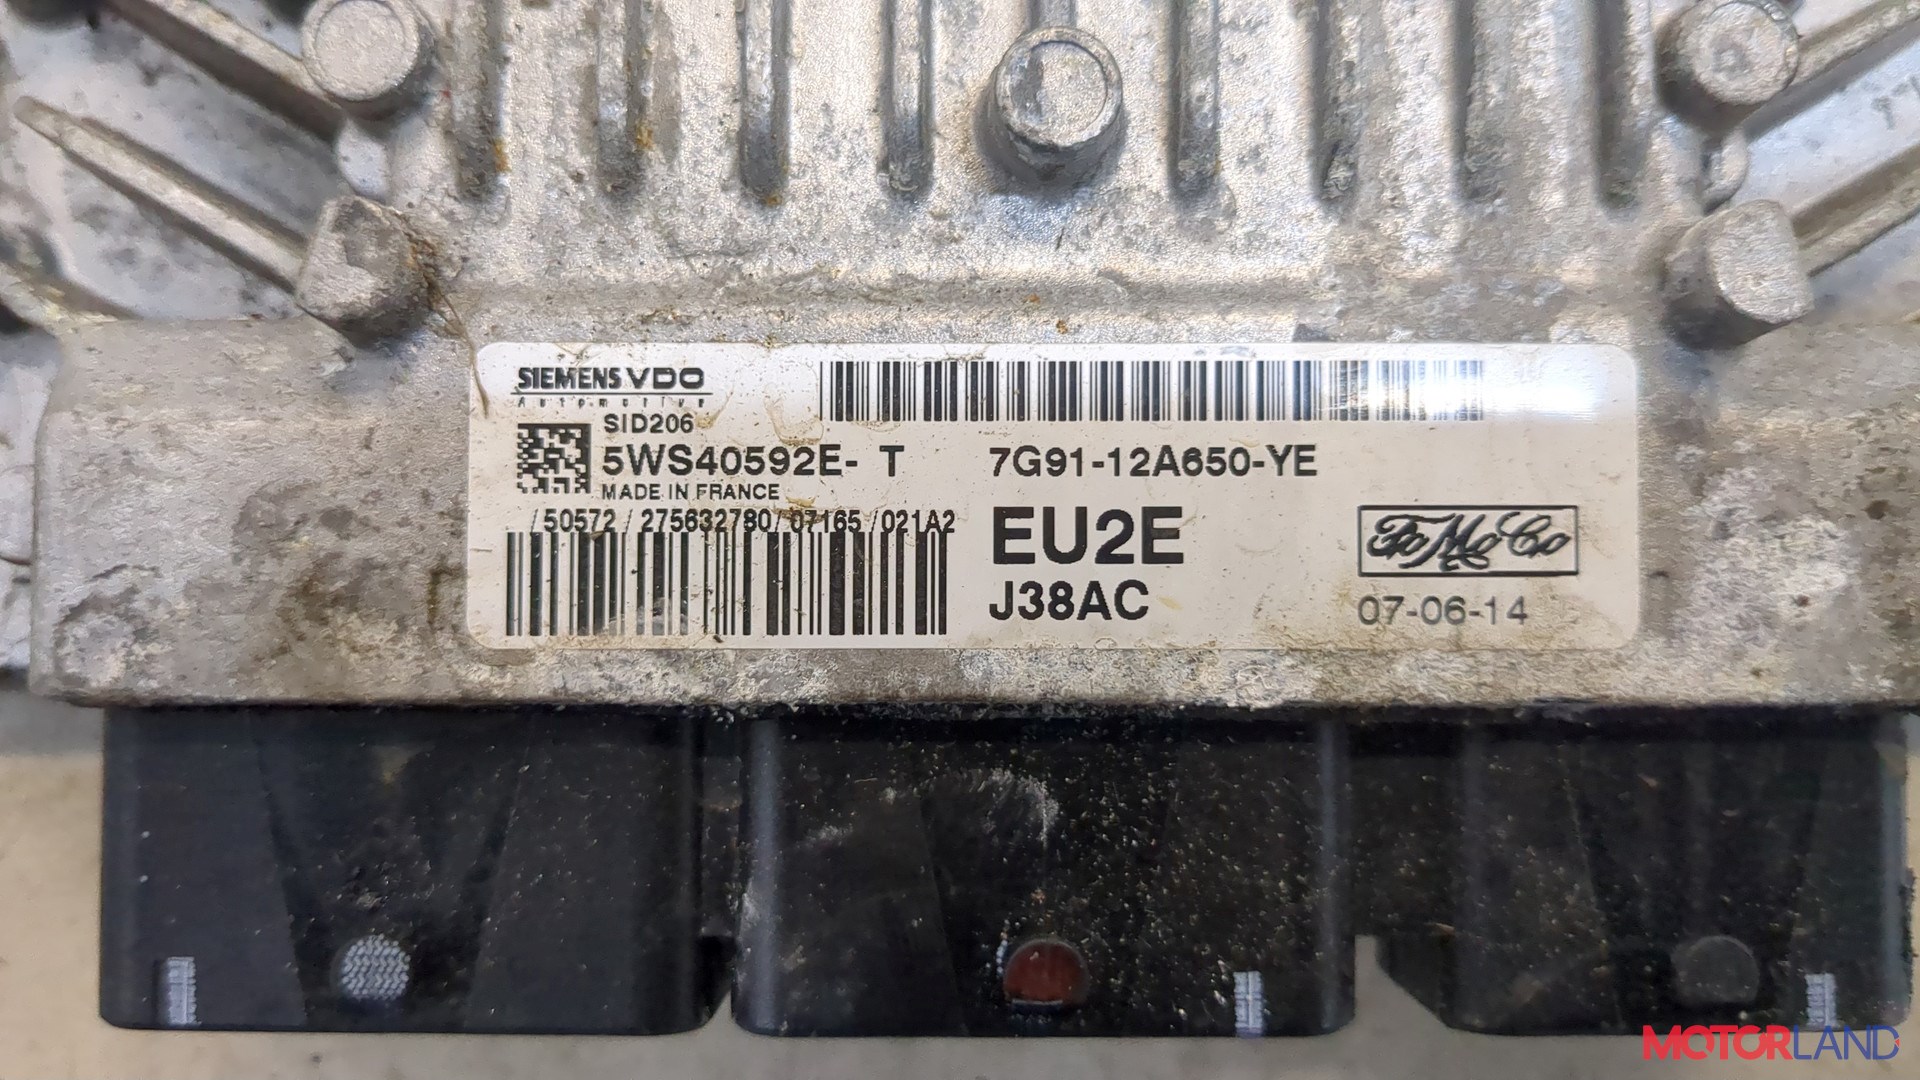 SIEMENS VDO
Automotive
SID206
5WS40592E- T 7G91-12A650-YE
MADE IN FRANCE
/50572 / 275632780/ 07165 /021A2
EU2E
FoMoCo
J38AC
07-06-14
MOTORLAND